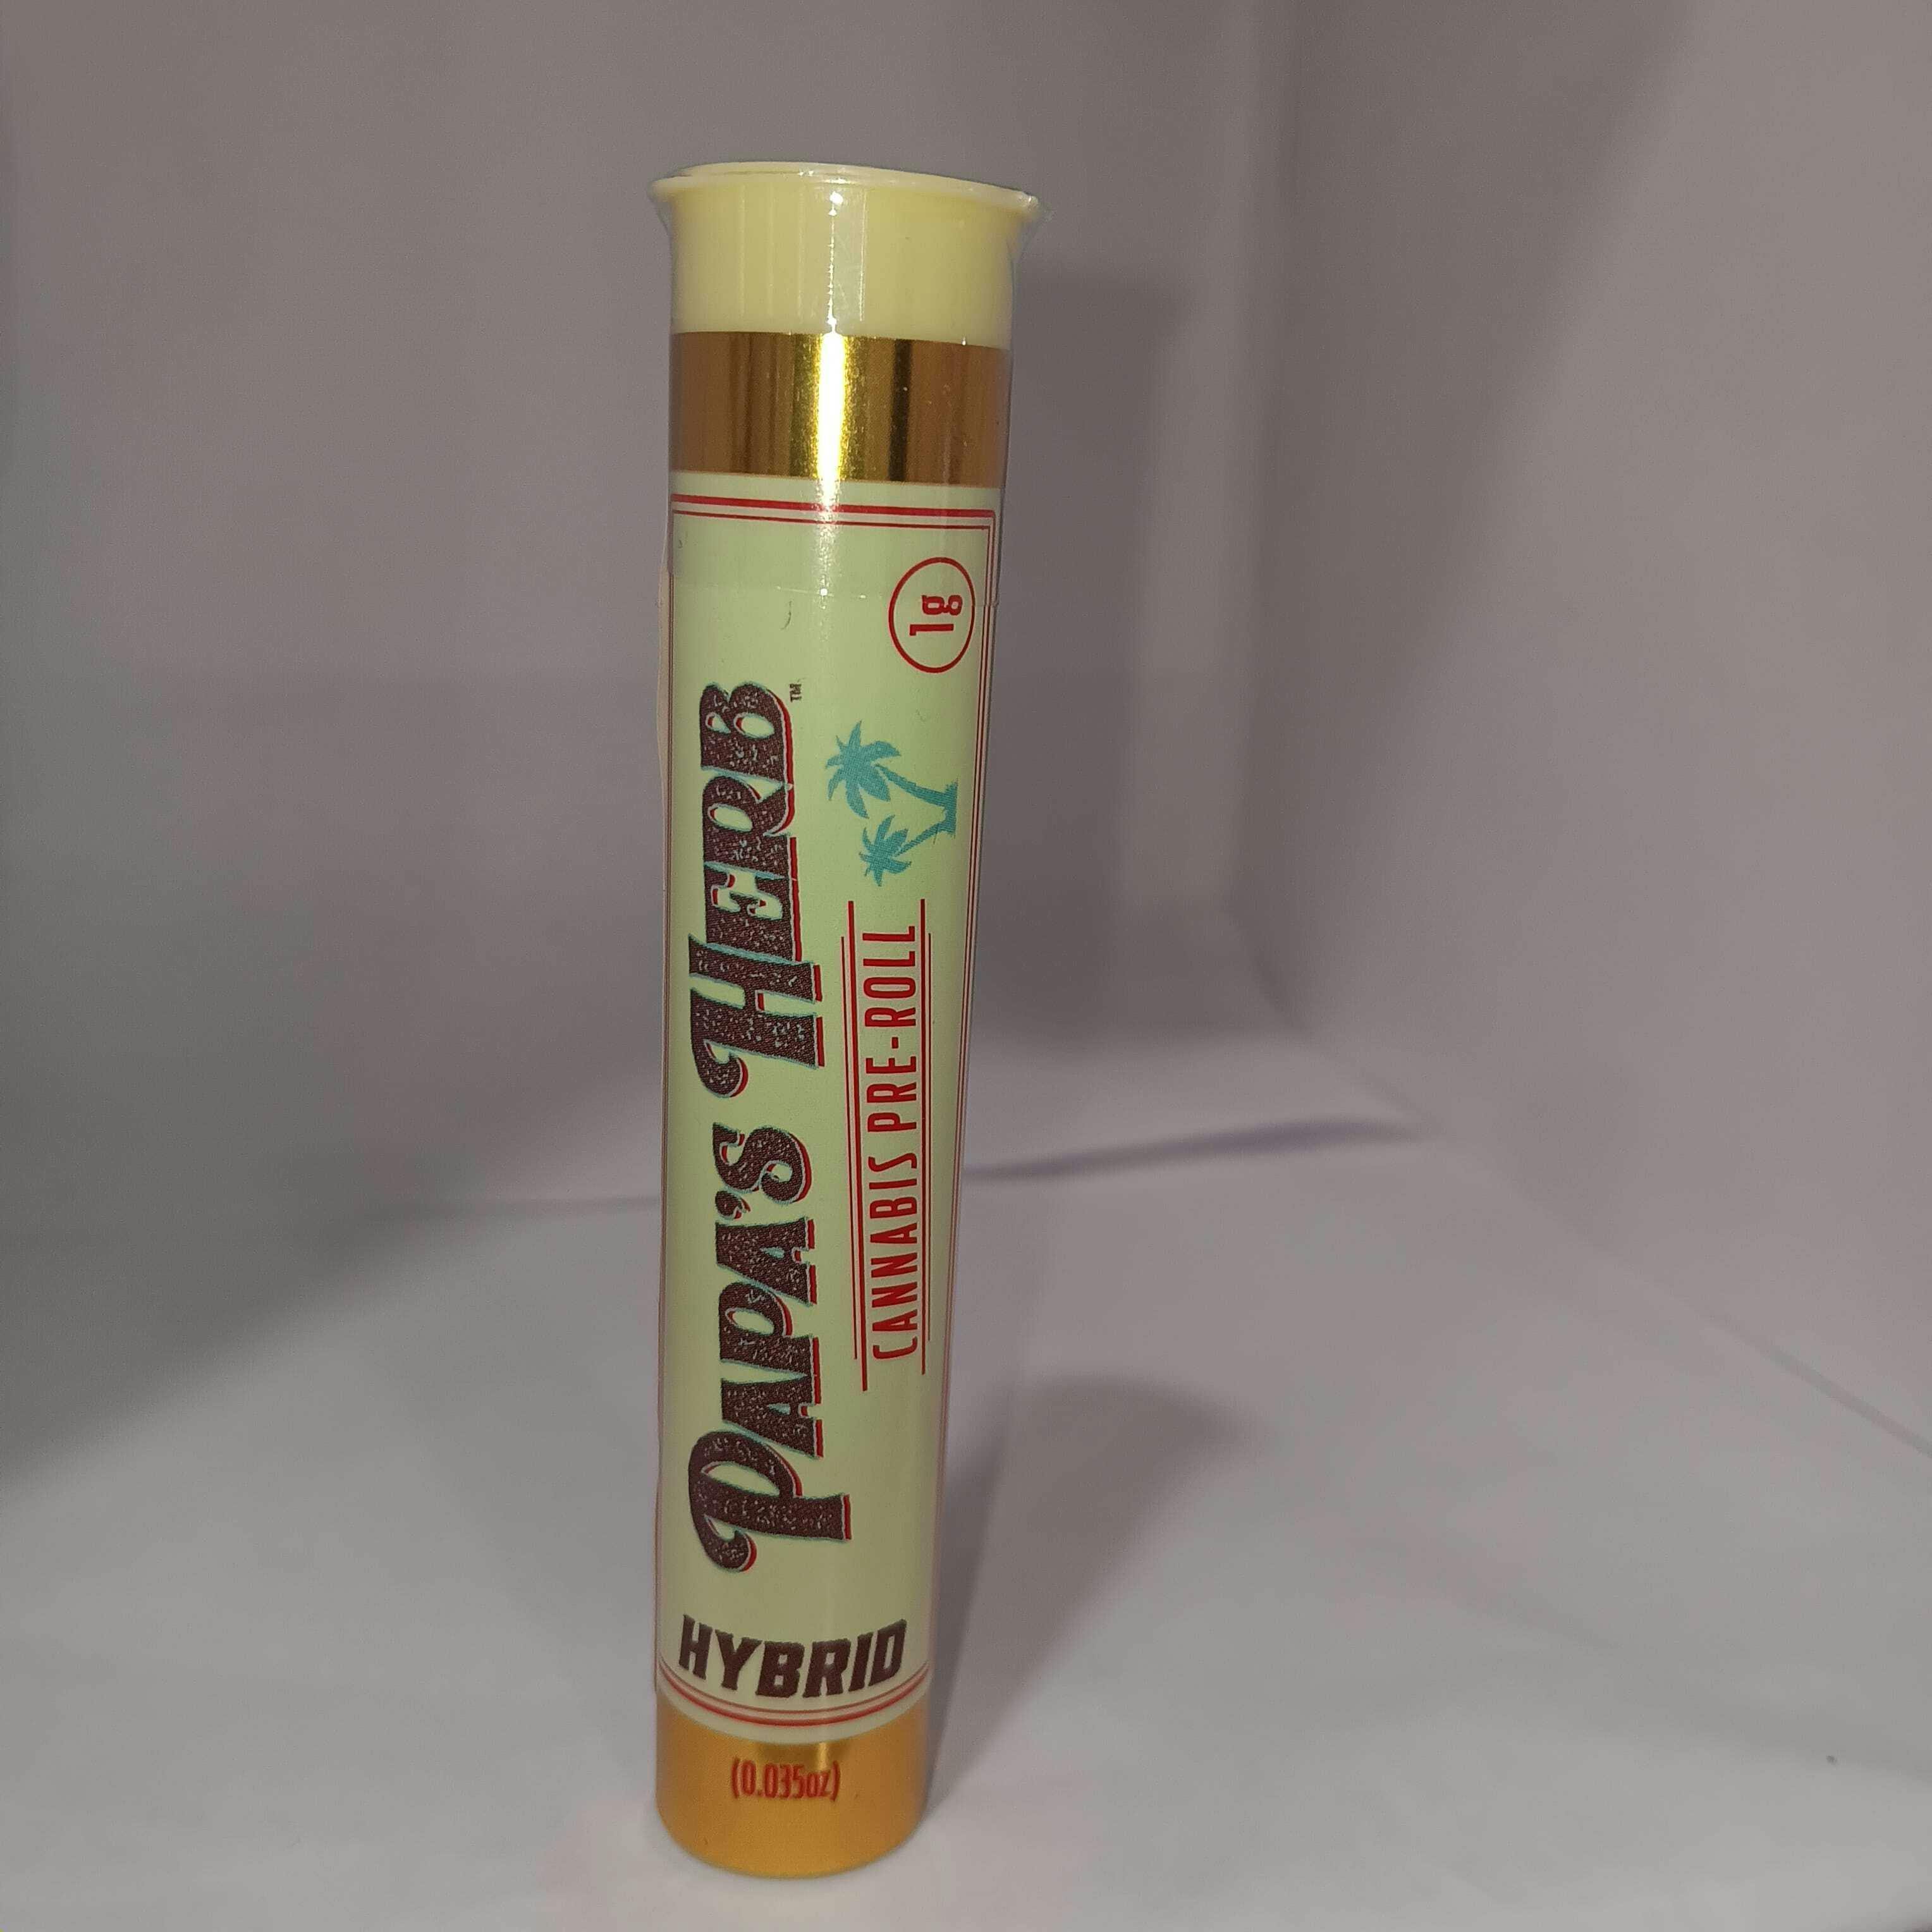 PAPA'S HERB™
CANNABIS PRE-ROLL
1g
HYBRID
(0.035oz)